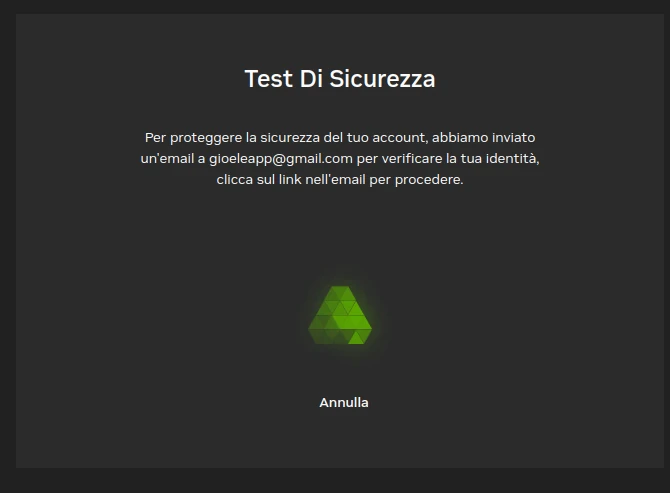 Test Di Sicurezza
Per proteggere la sicurezza del tuo account, abbiamo inviato
un'email a gioeleapp@gmail.com per verificare la tua identità,
clicca sul link nell'email per procedere.
Annulla